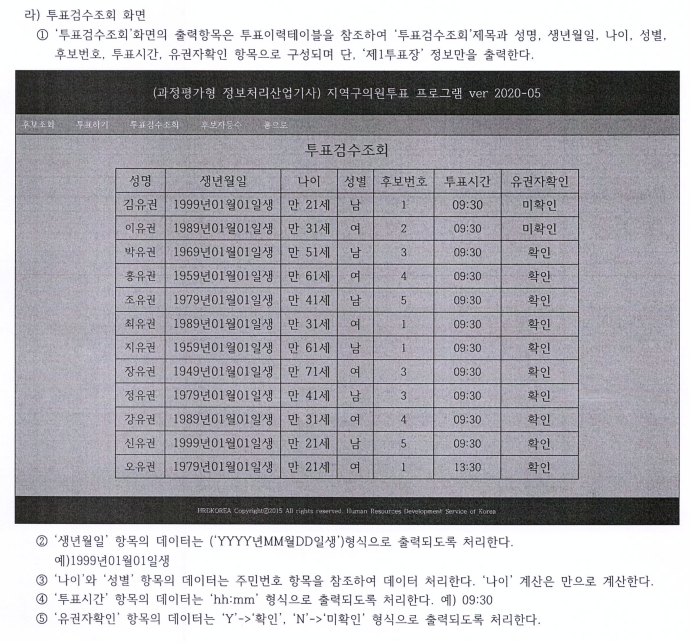 라) 투표검수조회 화면
① '투표검수조회'화면의 출력항목은 투표이력테이블을 참조하여 '투표검수조회'제목과 성명, 생년월일, 나이, 성별,
후보번호, 투표시간, 유권자확인 항목으로 구성되며 단, '제1투표장' 정보만을 출력한다.
(과정평가형 정보처리산업기사) 지역구의원투표 프로그램 ver 2020-05
후보조회 투표하기 투표검수조회 후보자등수 홈으로
투표검수조회
성명 생년월일 나이 성별 후보번호 투표시간 유권자확인
김유권 1999년01월01일생 만 21세 남 1 09:30 미확인
이유권 1989년01월01일생 만 31세 여 2 09:30 미확인
박유권 1969년01월01일생 만 51세 남 3 09:30 확인
홍유권 1959년01월01일생 만 61세 여 4 09:30 확인
조유권 1979년01월01일생 만 41세 남 5 09:30 확인
최유권 1989년01월01일생 만 31세 여 1 09:30 확인
지유권 1959년01월01일생 만 61세 남 1 09:30 확인
장유권 1949년01월01일생 만 71세 여 3 09:30 확인
정유권 1979년01월01일생 만 41세 남 3 09:30 확인
강유권 1989년01월01일생 만 31세 여 4 09:30 확인
신유권 1999년01월01일생 만 21세 남 5 09:30 확인
오유권 1979년01월01일생 만 21세 여 1 13:30 확인
HRDKOREA Copyright©2015 All rights reserved. Human Resources Development Service of Korea
② '생년월일' 항목의 데이터는 ('YYYY년MM월DD일생')형식으로 출력되도록 처리한다.
예)1999년01월01일생
③ '나이'와 '성별' 항목의 데이터는 주민번호 항목을 참조하여 데이터 처리한다. '나이' 계산은 만으로 계산한다.
④ '투표시간' 항목의 데이터는 'hh:mm' 형식으로 출력되도록 처리한다. 예) 09:30
⑤ '유권자확인' 항목의 데이터는 'Y'->'확인', 'N'->'미확인' 형식으로 출력되도록 처리한다.